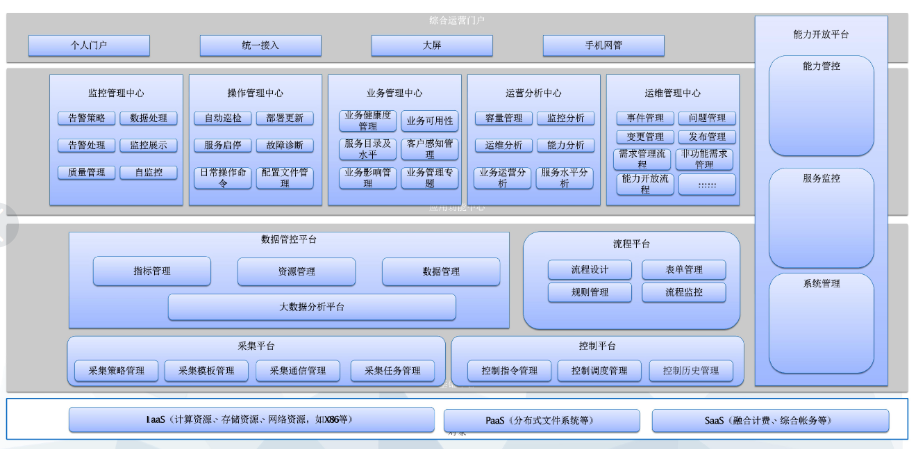 综合运营门户
个人门户
统一接入
大屏
手机网管
能力开放平台
能力管控
服务监控
系统管理
监控管理中心
告警策略
数据处理
告警处理
监控展示
质量管理
自监控
操作管理中心
自动巡检
部署更新
服务启停
故障诊断
日常操作命
令
配置文件管
理
业务管理中心
业务健康度
管理
业务可用性
服务目录及
水平
客户感知管
理
业务影响管
理
业务管理专
题
运营分析中心
容量管理
监控分析
运维分析
能力分析
业务运营分
析
服务水平分
析
运维管理中心
事件管理
问题管理
变更管理
发布管理
需求管理流
程
非功能需求
管理
能力开放流
程
……
数据管控平台
指标管理
资源管理
数据管理
大数据分析平台
流程平台
流程设计
表单管理
规则管理
流程监控
采集平台
采集策略管理
采集模板管理
采集通信管理
采集任务管理
控制平台
控制指令管理
控制调度管理
控制历史管理
IaaS（计算资源、存储资源、网络资源，如X86等）
PaaS（分布式文件系统等）
SaaS（融合计费、综合帐务等）